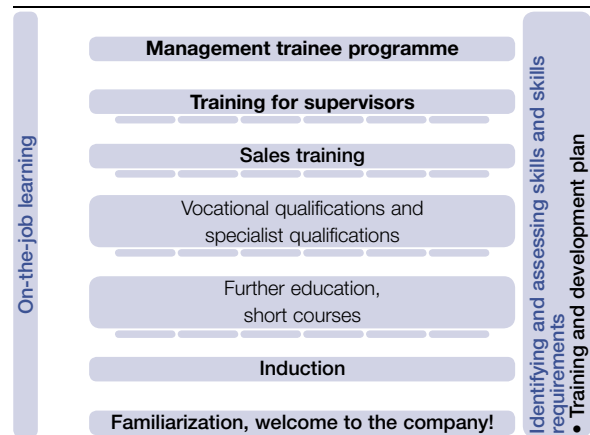 On-the-job learning
Management trainee programme
Training for supervisors
Sales training
Vocational qualifications and
specialist qualifications
Further education,
short courses
Induction
Familiarization, welcome to the company!
Identifying and assessing skills and skills
requirements
• Training and development plan